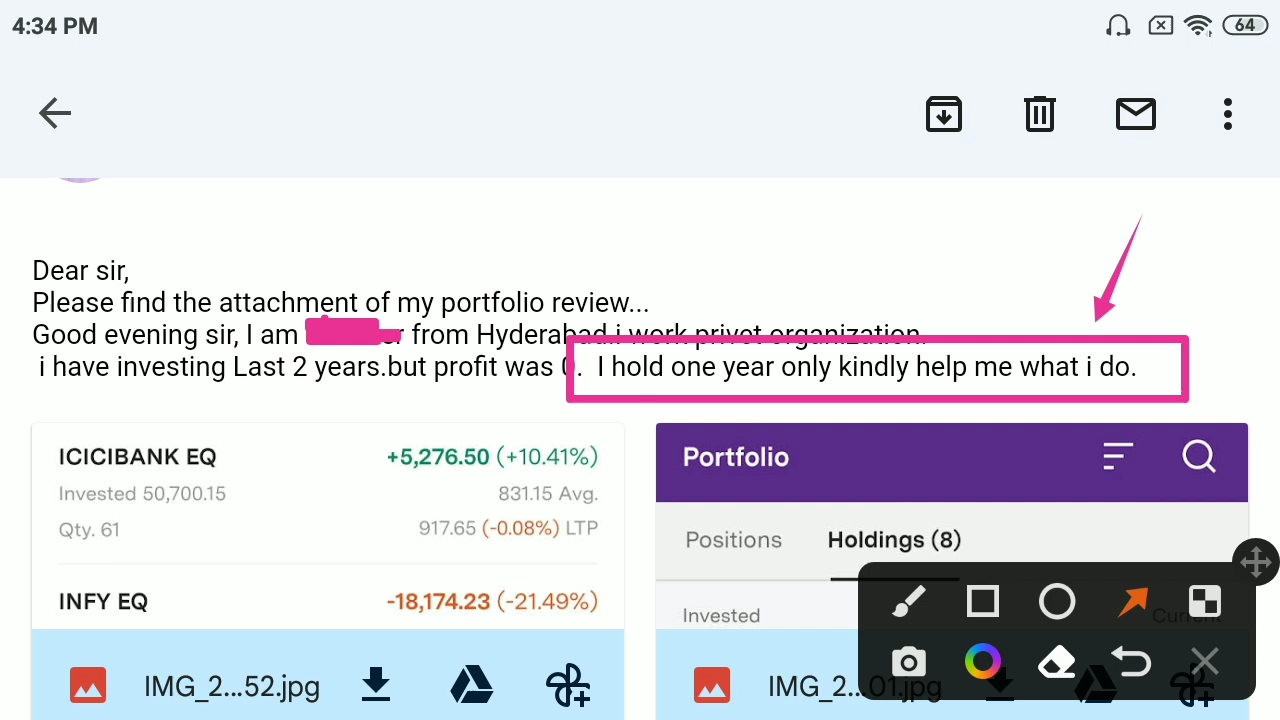 4:34 PM
64
Dear sir,
Please find the attachment of my portfolio review...
Good evening sir, I am from Hyderabad.i work privet organization.
i have investing Last 2 years.but profit was 0. I hold one year only kindly help me what i do.
ICICIBANK EQ +5,276.50 (+10.41%)
Invested 50,700.15 831.15 Avg.
Qty. 61 917.65 (-0.08%) LTP
INFY EQ -18,174.23 (-21.49%)
IMG_2...52.jpg
Portfolio
Positions Holdings (8)
Invested
IMG_2...01.jpg